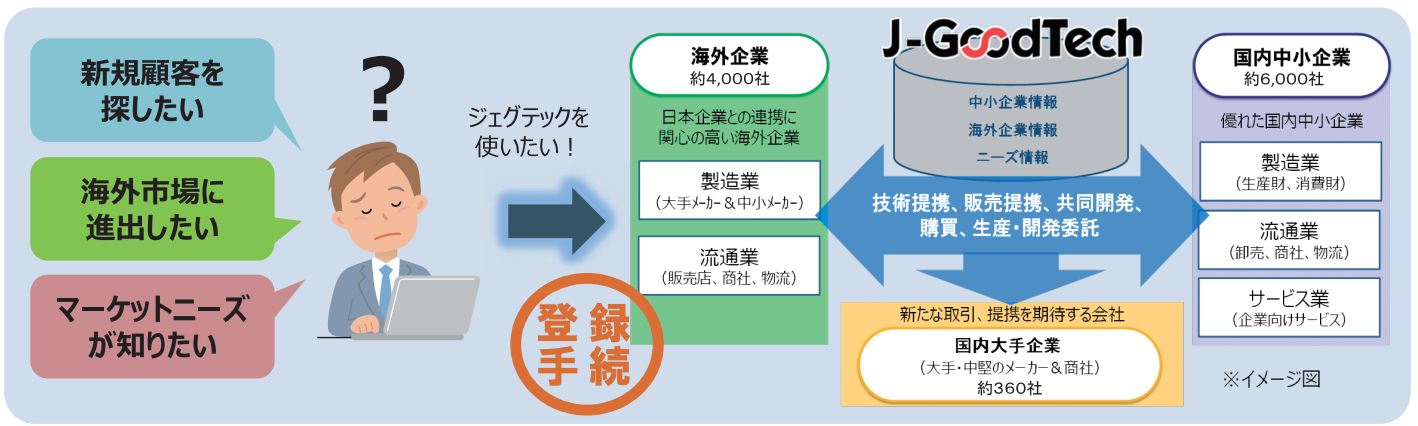 新規顧客を
探したい
海外市場に
進出したい
マーケットニーズ
が知りたい
?
ジェグテックを
使いたい!
登録
手続
海外企業
約4,000社
日本企業との連携に
関心の高い海外企業
製造業
(大手メーカー&中小メーカー)
流通業
(販売店、商社、物流)
J-GoodTech
中小企業情報
海外企業情報
ニーズ情報
技術提携、販売提携、共同開発、
購買、生産・開発委託
新たな取引、提携を期待する会社
国内大手企業
(大手・中堅のメーカー&商社)
約360社
国内中小企業
約6,000社
優れた国内中小企業
製造業
(生産財、消費財)
流通業
(卸売、商社、物流)
サービス業
(企業向けサービス)
※イメージ図